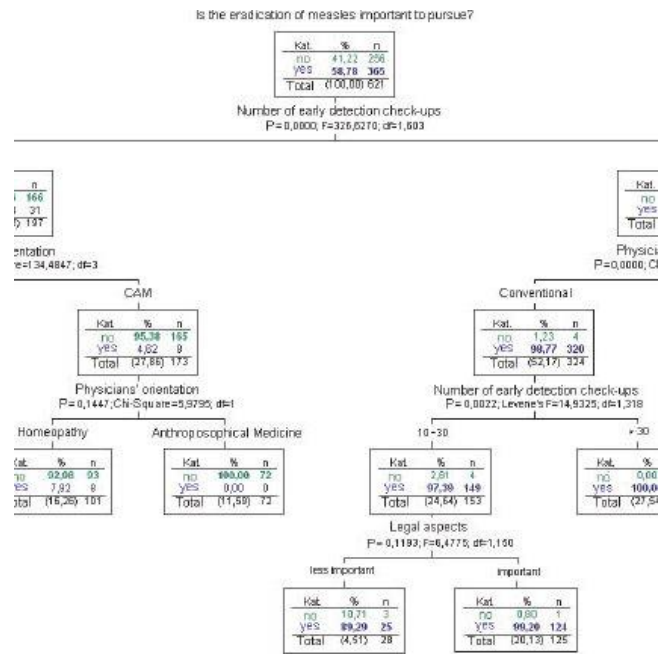 Is the eradication of measles important to pursue?
Kat. % n
no 41,22 256
yes 58,78 365
Total (100,00) 621
Number of early detection check-ups
P=0,0000; F=326,6270; df=1,603
n
166
31
197
n
Kat.
no
yes
Total
entation
re=134,4847; df=3
Physici
P=0,0000; C
CAM
Conventional
Kat. % n
no 95,38 165
yes 4,62 8
Total (27,86) 173
Kat. % n
no 1,23 4
yes 98,77 320
Total (52,17) 324
Physicians' orientation
P=0,1447; Chi-Square=5,9795; df=1
Number of early detection check-ups
P=0,0022; Levene's F=14,9325; df=1,318
Homeopathy
Anthroposophical Medicine
10-30
>30
Kat. % n
no 92,08 93
yes 7,92 8
Total (16,26) 101
Kat. % n
no 100,00 72
yes 0,00 0
Total (11,59) 72
Kat. % n
no 2,61 4
yes 97,39 149
Total (24,64) 153
Kat. %
no 0,00
yes 100,0
Total (27,54
Legal aspects
P=0,1193; F=6,4775; df=1,150
less important
important
Kat. % n
no 10,71 3
yes 89,29 25
Total (4,51) 28
Kat. % n
no 0,80 1
yes 99,20 124
Total (20,13) 125